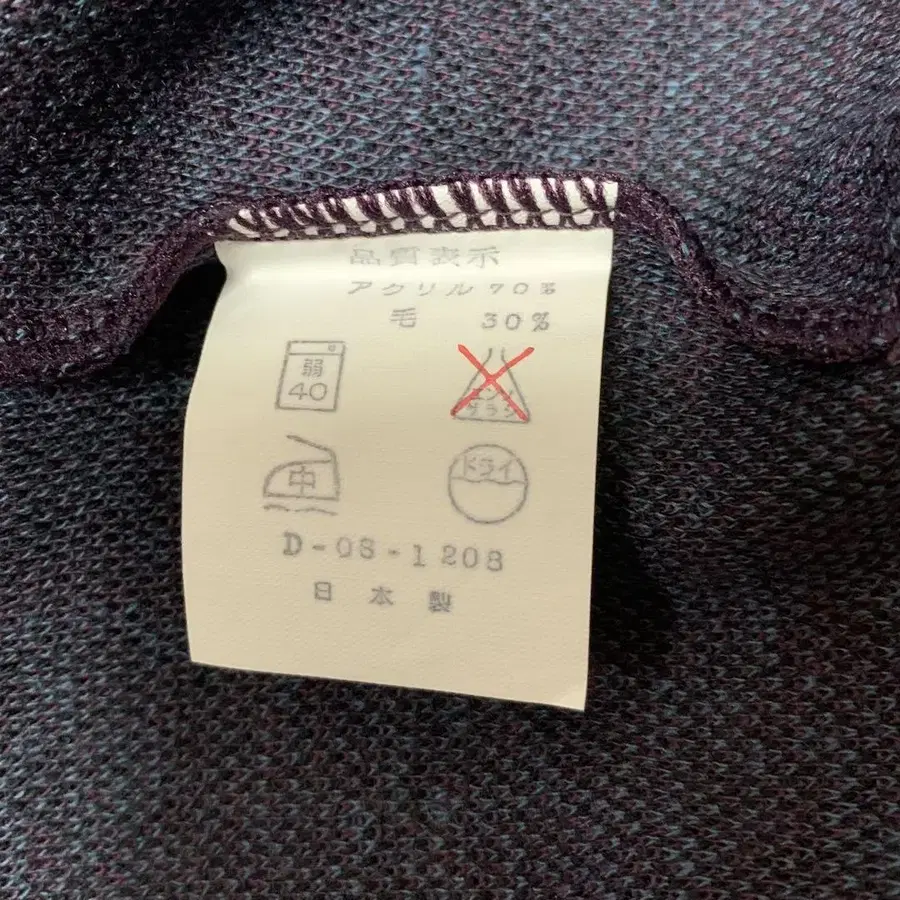 品質表示
アクリル 70%
毛 30%
弱
40
エンソ
サラシ
中
ドライ
D-08-1208
日本製